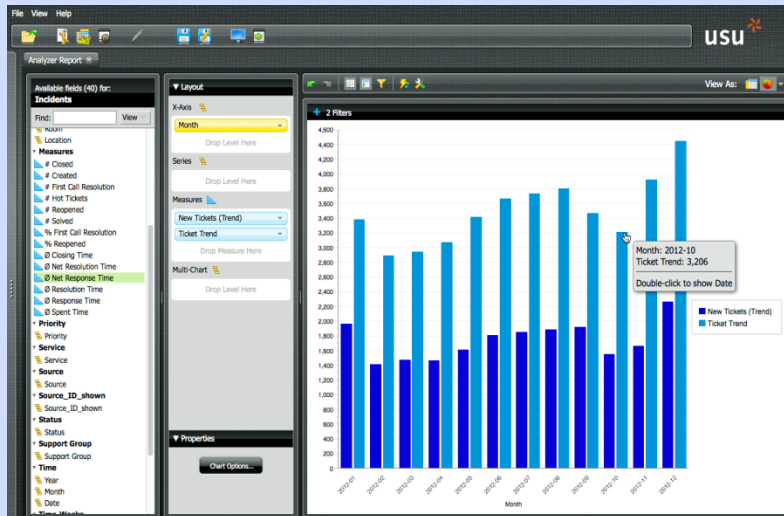 File View Help
usu
Analyzer Report
Available fields (40) for:
Incidents
Find:
View
Room
Location
Measures
# Closed
# Created
# First Call Resolution
# Hot Tickets
# Reopened
# Solved
% First Call Resolution
% Reopened
Ø Closing Time
Ø Net Resolution Time
Ø Net Response Time
Ø Resolution Time
Ø Response Time
Ø Spent Time
Priority
Priority
Service
Service
Source
Source
Source_ID_shown
Source_ID_shown
Status
Status
Support Group
Support Group
Time
Year
Month
Date
Time-Weeks
Layout
X-Axis
Month
Drop Level Here
Series
Drop Level Here
Measures
New Tickets (Trend)
Ticket Trend
Drop Measure Here
Multi-Chart
Drop Level Here
Properties
Chart Options...
View As:
2 Filters
4,600
4,400
4,200
4,000
3,800
3,600
3,400
3,200
3,000
2,800
2,600
2,400
2,200
2,000
1,800
1,600
1,400
1,200
1,000
800
600
400
200
0
2012-01
2012-02
2012-03
2012-04
2012-05
2012-06
2012-07
2012-08
2012-09
2012-10
2012-11
2012-12
Month
Month: 2012-10
Ticket Trend: 3,206
Double-click to show Date
New Tickets (Trend)
Ticket Trend